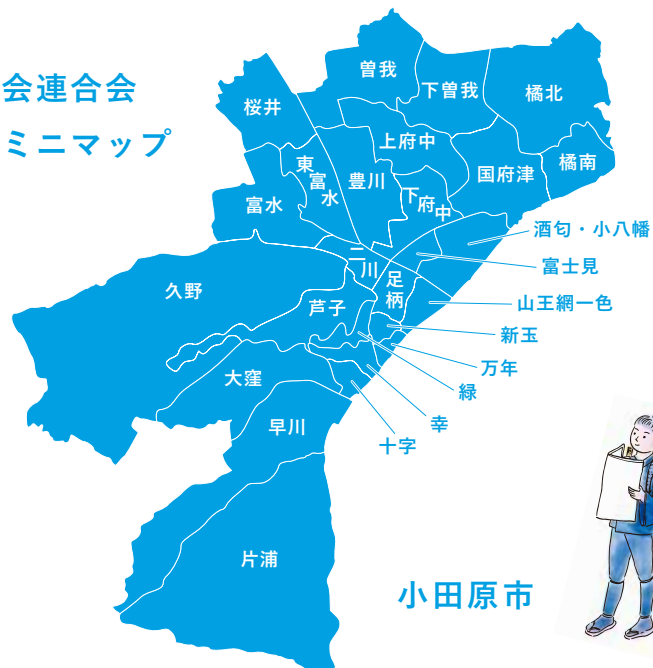 会連合会
ミニマップ
曽我
下曽我
橘北
桜井
上府中
東富水
豊川
国府津
橘南
富水
下府中
酒匂・小八幡
二川
富士見
久野
足柄
山王網一色
芦子
新玉
万年
大窪
緑
早川
幸
十字
片浦
小田原市